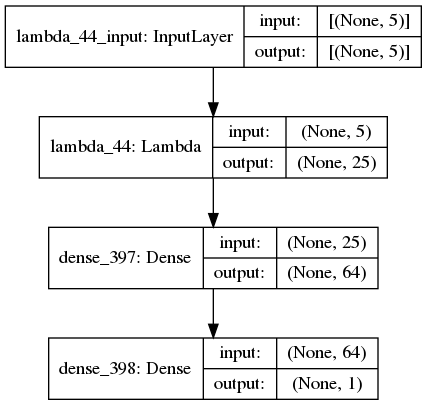 lambda_44_input: InputLayer
input: [(None, 5)]
output: [(None, 5)]
lambda_44: Lambda
input: (None, 5)
output: (None, 25)
dense_397: Dense
input: (None, 25)
output: (None, 64)
dense_398: Dense
input: (None, 64)
output: (None, 1)